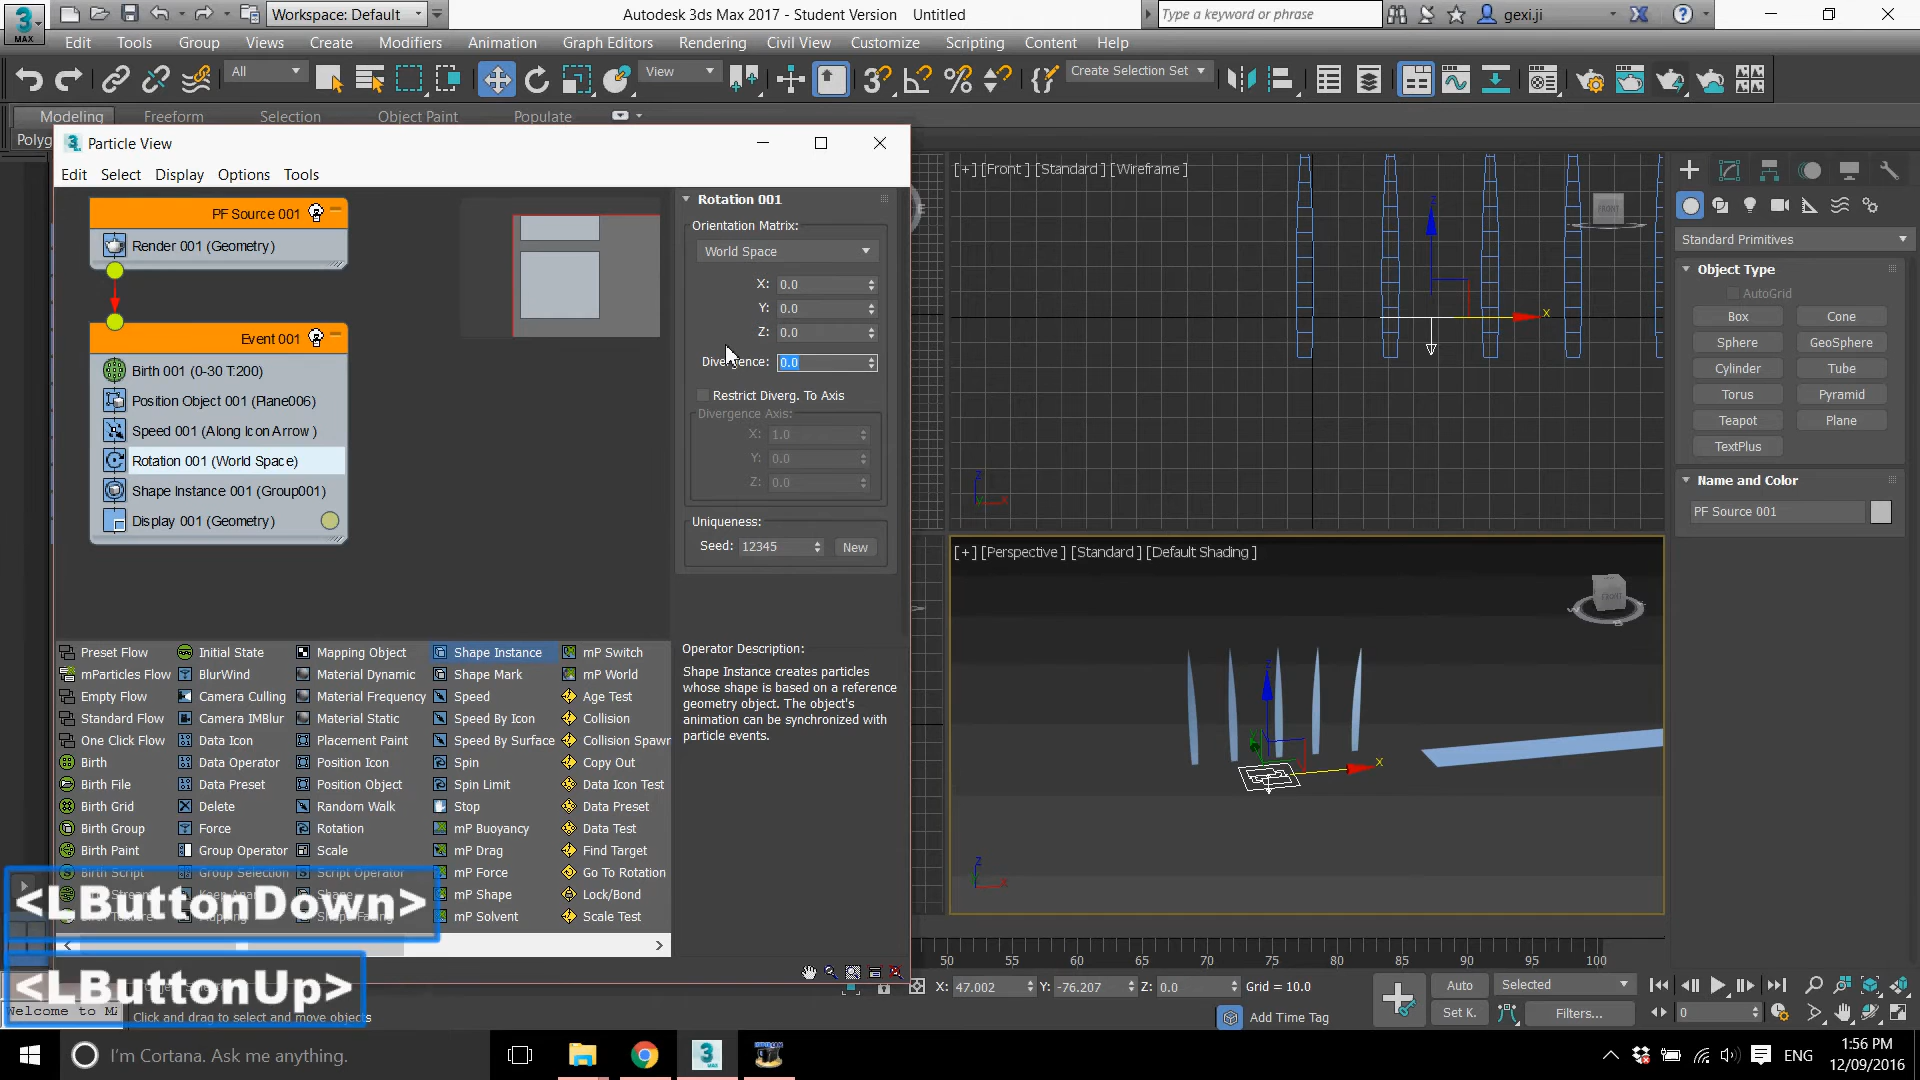 Workspace: Default
Autodesk 3ds Max 2017 - Student Version    Untitled
Type a keyword or phrase
gexi.ji
MAX
Edit Tools Group Views Create Modifiers Animation Graph Editors Rendering Civil View Customize Scripting Content Help
All
View
Create Selection Set
Modeling Freeform Selection Object Paint Populate
Polyg
Particle View
Edit Select Display Options Tools
PF Source 001
Render 001 (Geometry)
Event 001
Birth 001 (0-30 T:200)
Position Object 001 (Plane006)
Speed 001 (Along Icon Arrow )
Rotation 001 (World Space)
Shape Instance 001 (Group001)
Display 001 (Geometry)
Rotation 001
Orientation Matrix:
World Space
X: 0.0
Y: 0.0
Z: 0.0
Divergence: 0.0
Restrict Diverg. To Axis
Divergence Axis:
X: 1.0
Y: 0.0
Z: 0.0
Uniqueness:
Seed: 12345 New
Operator Description:
Shape Instance creates particles
whose shape is based on a reference
geometry object. The object's
animation can be synchronized with
particle events.
Preset Flow Initial State Mapping Object Shape Instance mP Switch
mParticles Flow BlurWind Material Dynamic Shape Mark mP World
Empty Flow Camera Culling Material Frequency Speed Age Test
Standard Flow Camera IMBlur Material Static Speed By Icon Collision
One Click Flow Data Icon Placement Paint Speed By Surface Collision Spawn
Birth Data Operator Position Icon Spin Copy Out
Birth File Data Preset Position Object Spin Limit Data Icon Test
Birth Grid Delete Random Walk Stop Data Preset
Birth Group Force Rotation mP Buoyancy Data Test
Birth Paint Group Operator Scale mP Drag Find Target
Birth Script Group Selection Script Operator mP Force Go To Rotation
mP Shape Lock/Bond
mP Solvent Scale Test
<LButtonDown>
<LButtonUp>
Click and drag to select and move objects
[+] [Front ] [Standard ] [Wireframe ]
FRONT
Z
X
[+] [Perspective ] [Standard ] [Default Shading ]
FRONT
X
Z
X
Standard Primitives
Object Type
AutoGrid
Box Cone
Sphere GeoSphere
Cylinder Tube
Torus Pyramid
Teapot Plane
TextPlus
Name and Color
PF Source 001
50 55 60 65 70 75 80 85 90 95 100
X: 47.002 Y: -76.207 Z: 0.0 Grid = 10.0
Add Time Tag
Auto Selected
Set K. Filters...
0
I'm Cortana. Ask me anything.
ENG
1:56 PM
12/09/2016